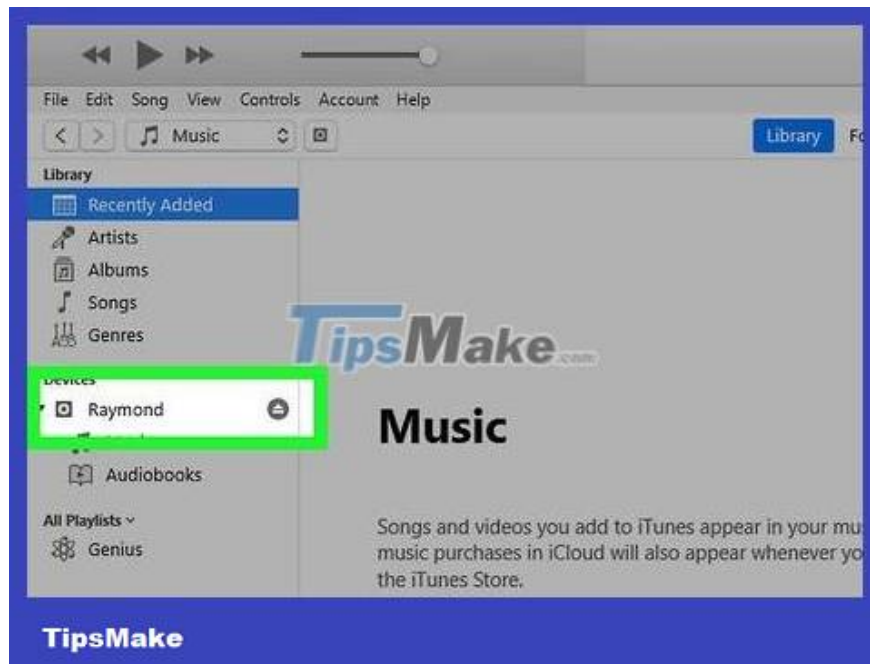 File Edit Song View Controls Account Help
Music
Library
Library
Recently Added
Artists
Albums
Songs
Genres
TipsMake.com
Devices
Raymond
Music
Audiobooks
All Playlists
Genius
Songs and videos you add to iTunes appear in your mu
music purchases in iCloud will also appear whenever yo
the iTunes Store.
TipsMake